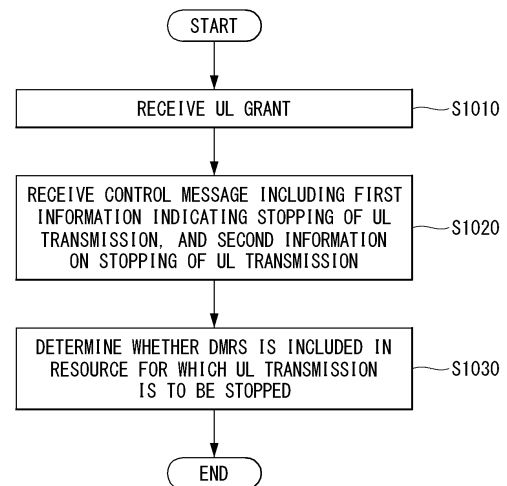 START
RECEIVE UL GRANT
S1010
RECEIVE CONTROL MESSAGE INCLUDING FIRST
INFORMATION INDICATING STOPPING OF UL
TRANSMISSION, AND SECOND INFORMATION
ON STOPPING OF UL TRANSMISSION
S1020
DETERMINE WHETHER DMRS IS INCLUDED IN
RESOURCE FOR WHICH UL TRANSMISSION
IS TO BE STOPPED
S1030
END